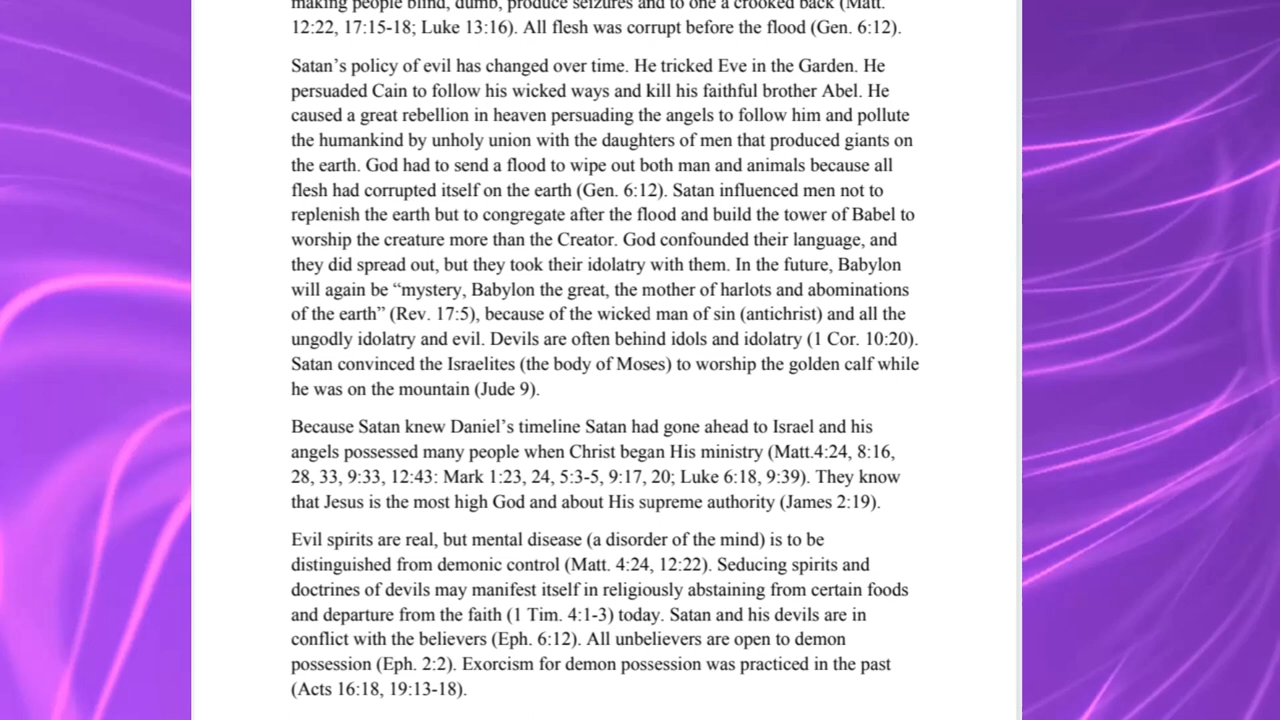 making people blind, dumb, produce seizures and to one a crooked back (Matt.
12:22, 17:15-18; Luke 13:16). All flesh was corrupt before the flood (Gen. 6:12).
Satan’s policy of evil has changed over time. He tricked Eve in the Garden. He
persuaded Cain to follow his wicked ways and kill his faithful brother Abel. He
caused a great rebellion in heaven persuading the angels to follow him and pollute
the humankind by unholy union with the daughters of men that produced giants on
the earth. God had to send a flood to wipe out both man and animals because all
flesh had corrupted itself on the earth (Gen. 6:12). Satan influenced men not to
replenish the earth but to congregate after the flood and build the tower of Babel to
worship the creature more than the Creator. God confounded their language, and
they did spread out, but they took their idolatry with them. In the future, Babylon
will again be “mystery, Babylon the great, the mother of harlots and abominations
of the earth” (Rev. 17:5), because of the wicked man of sin (antichrist) and all the
ungodly idolatry and evil. Devils are often behind idols and idolatry (1 Cor. 10:20).
Satan convinced the Israelites (the body of Moses) to worship the golden calf while
he was on the mountain (Jude 9).
Because Satan knew Daniel’s timeline Satan had gone ahead to Israel and his
angels possessed many people when Christ began His ministry (Matt.4:24, 8:16,
28, 33, 9:33, 12:43: Mark 1:23, 24, 5:3-5, 9:17, 20; Luke 6:18, 9:39). They know
that Jesus is the most high God and about His supreme authority (James 2:19).
Evil spirits are real, but mental disease (a disorder of the mind) is to be
distinguished from demonic control (Matt. 4:24, 12:22). Seducing spirits and
doctrines of devils may manifest itself in religiously abstaining from certain foods
and departure from the faith (1 Tim. 4:1-3) today. Satan and his devils are in
conflict with the believers (Eph. 6:12). All unbelievers are open to demon
possession (Eph. 2:2). Exorcism for demon possession was practiced in the past
(Acts 16:18, 19:13-18).